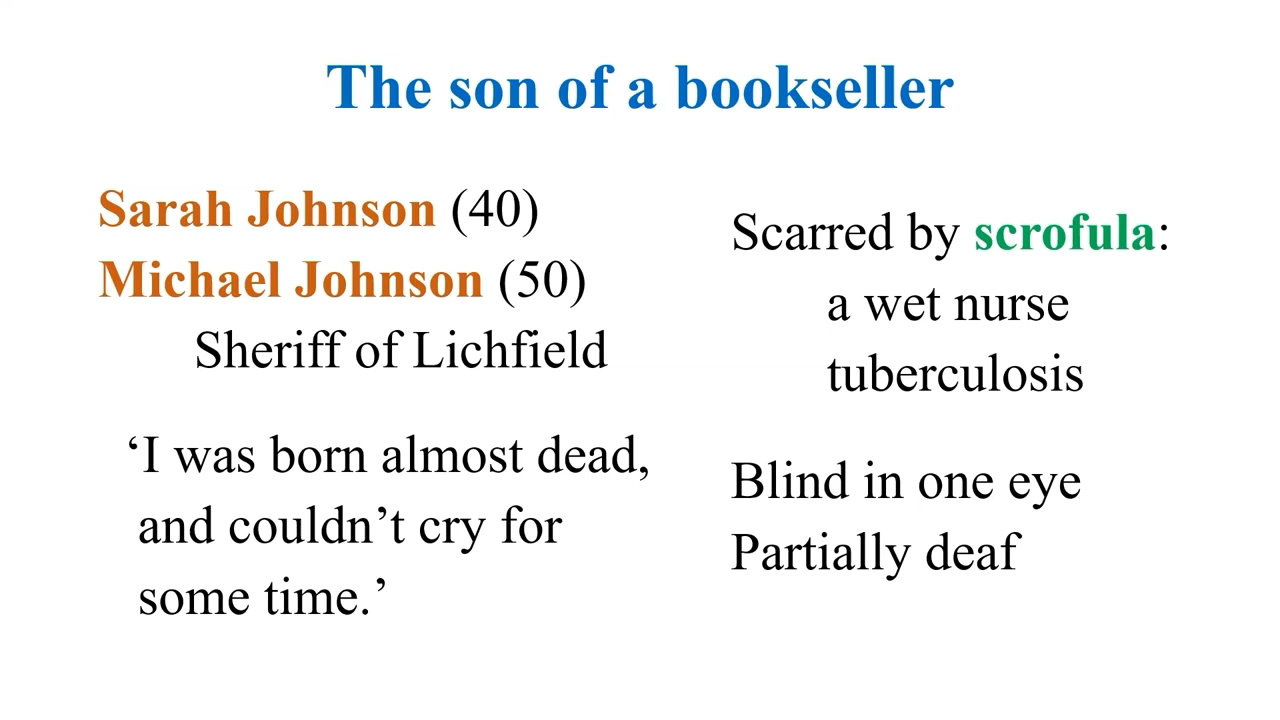 The son of a bookseller
Sarah Johnson (40)
Michael Johnson (50)
Sheriff of Lichfield
‘I was born almost dead,
and couldn’t cry for
some time.’
Scarred by scrofula:
a wet nurse
tuberculosis
Blind in one eye
Partially deaf